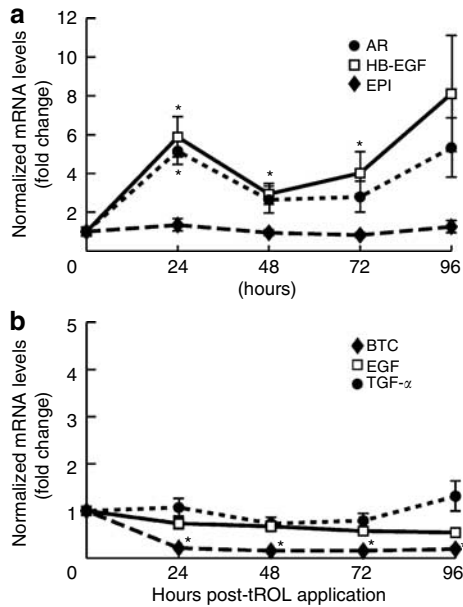 a
Normalized mRNA levels
(fold change)
12
10
8
6
4
2
0
AR
HB-EGF
EPI
*
*
*
*
24
48
72
96
(hours)
b
Normalized mRNA levels
(fold change)
5
4
3
2
1
0
BTC
EGF
TGF-α
*
*
*
*
24
48
72
96
Hours post-tROL application